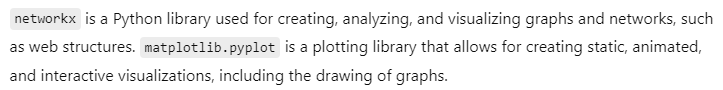 networkx is a Python library used for creating, analyzing, and visualizing graphs and networks, such
as web structures. matplotlib.pyplot is a plotting library that allows for creating static, animated,
and interactive visualizations, including the drawing of graphs.